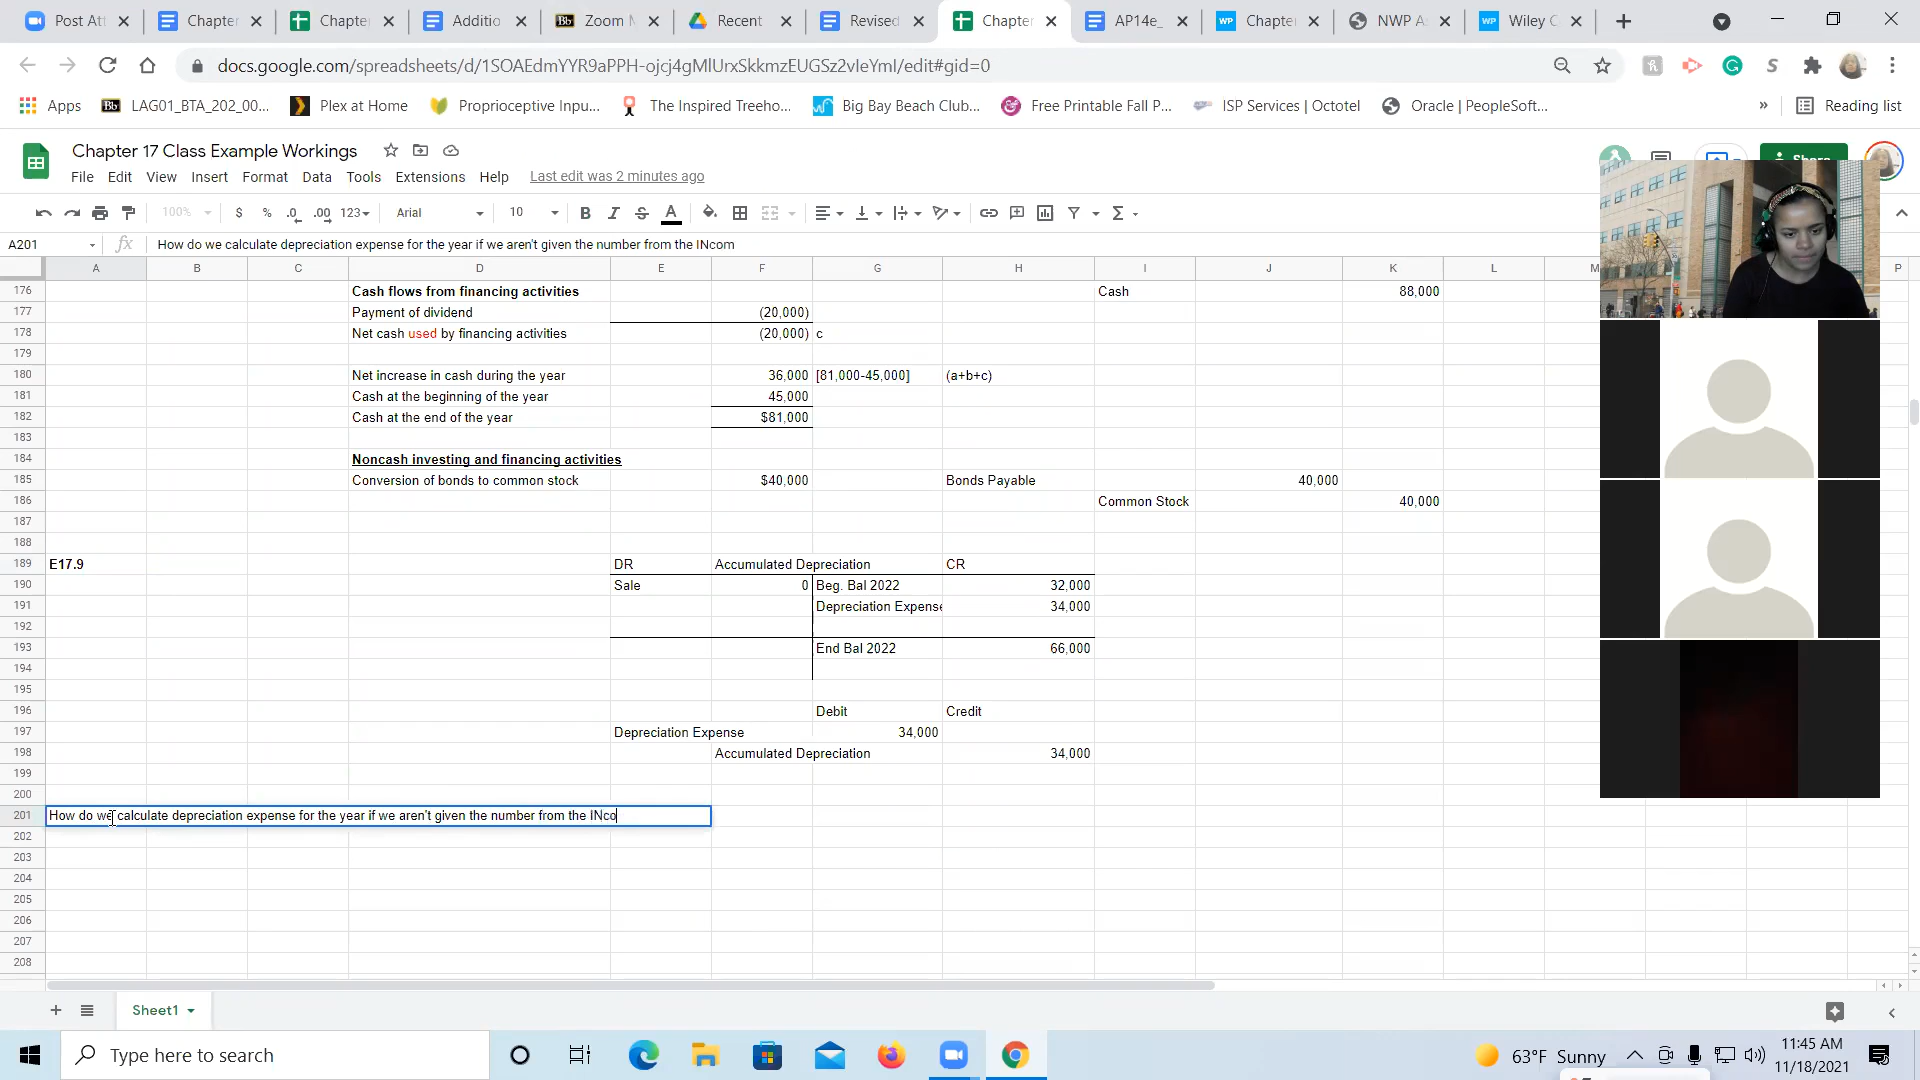 Post Att
Chapter
Chapte
Additio
Zoom M
Recent
Revised
Chapter
AP14e_
Chapte
NWP A
Wiley C
docs.google.com/spreadsheets/d/1SOAEdmYYR9aPPH-ojcj4gMlUrxSkkmzEUGSz2vIeYmI/edit#gid=0
Apps
LAG01_BTA_202_00...
Plex at Home
Proprioceptive Inpu...
The Inspired Treeho...
Big Bay Beach Club...
Free Printable Fall P...
ISP Services | Octotel
Oracle | PeopleSoft...
»
Reading list
Chapter 17 Class Example Workings
File Edit View Insert Format Data Tools Extensions Help Last edit was 2 minutes ago
Share
100% $ % .0 .00 123 Arial 10 B I S A
A201 fx How do we calculate depreciation expense for the year if we aren't given the number from the INcom
A B C D E F G H I J K L M P
176 Cash flows from financing activities Cash 88,000
177 Payment of dividend (20,000)
178 Net cash used by financing activities (20,000) c
179
180 Net increase in cash during the year 36,000 [81,000-45,000] (a+b+c)
181 Cash at the beginning of the year 45,000
182 Cash at the end of the year $81,000
183
184 Noncash investing and financing activities
185 Conversion of bonds to common stock $40,000 Bonds Payable 40,000
186 Common Stock 40,000
187
188
189 E17.9 DR Accumulated Depreciation CR
190 Sale 0 Beg. Bal 2022 32,000
191 Depreciation Expense 34,000
192
193 End Bal 2022 66,000
194
195
196 Debit Credit
197 Depreciation Expense 34,000
198 Accumulated Depreciation 34,000
199
200
201 How do we calculate depreciation expense for the year if we aren't given the number from the INco
202
203
204
205
206
207
208
Sheet1
Type here to search
63°F Sunny
11:45 AM
11/18/2021